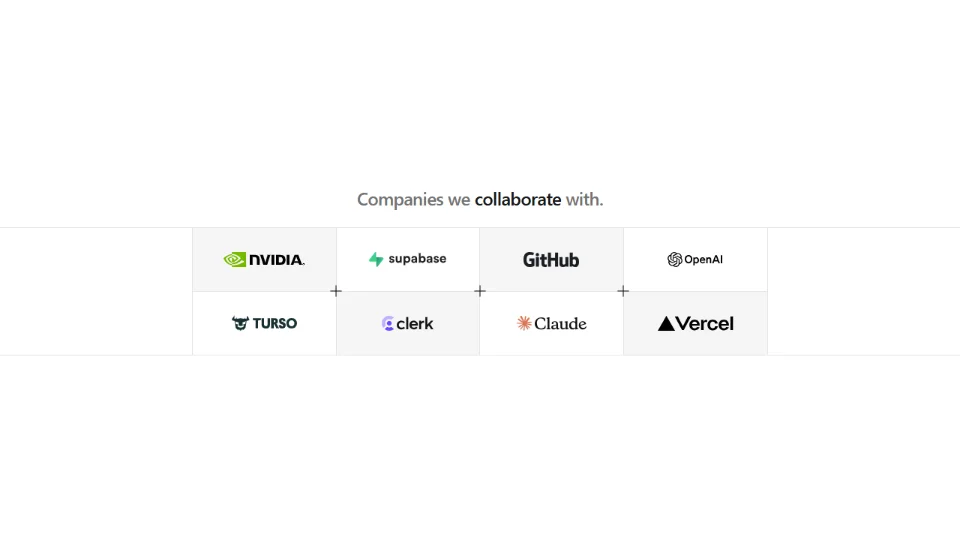 Companies we collaborate with.
NVIDIA.
supabase
GitHub
OpenAI
TURSO
clerk
Claude
Vercel